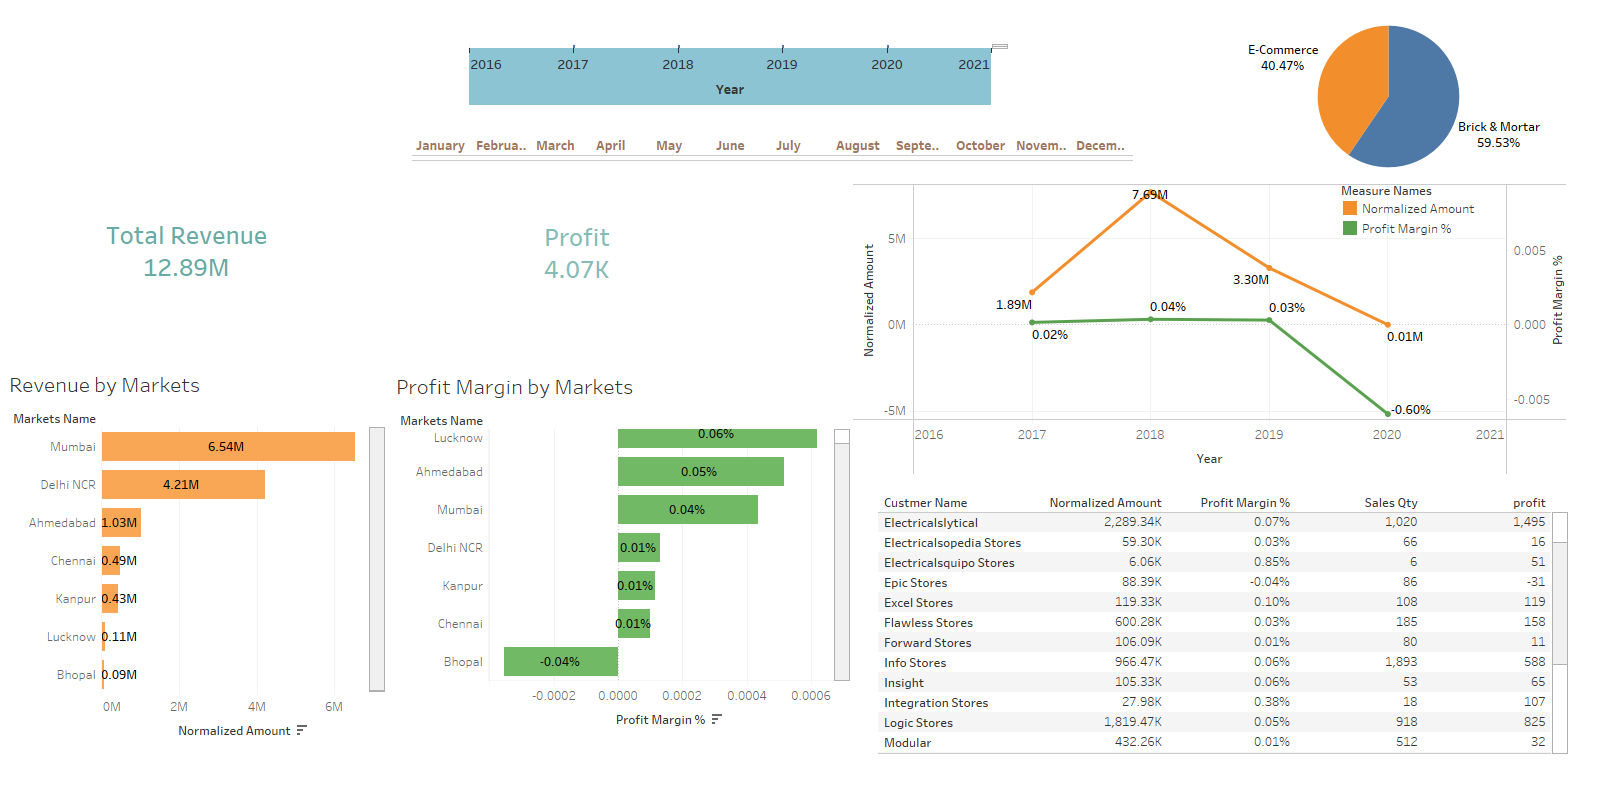 2016 2017 2018 2019 2020 2021
Year
January Februa.. March April May June July August Septe.. October Novem.. Decem..
E-Commerce
40.47%
Brick & Mortar
59.53%
Total Revenue
12.89M
Profit
4.07K
Measure Names
Normalized Amount
Profit Margin %
7.69M
5M
0M
-5M
Normalized Amount
1.89M
3.30M
0.01M
0.02%
0.04%
0.03%
-0.60%
0.005
0.000
-0.005
Profit Margin %
2016 2017 2018 2019 2020 2021
Year
Revenue by Markets
Markets Name
Mumbai 6.54M
Delhi NCR 4.21M
Ahmedabad 1.03M
Chennai 0.49M
Kanpur 0.43M
Lucknow 0.11M
Bhopal 0.09M
0M 2M 4M 6M
Normalized Amount
Profit Margin by Markets
Markets Name
Lucknow 0.06%
Ahmedabad 0.05%
Mumbai 0.04%
Delhi NCR 0.01%
Kanpur 0.01%
Chennai 0.01%
Bhopal -0.04%
-0.0002 0.0000 0.0002 0.0004 0.0006
Profit Margin %
Custmer Name Normalized Amount Profit Margin % Sales Qty profit
Electricalslytical 2,289.34K 0.07% 1,020 1,495
Electricalsopedia Stores 59.30K 0.03% 66 16
Electricalsquipo Stores 6.06K 0.85% 6 51
Epic Stores 88.39K -0.04% 86 -31
Excel Stores 119.33K 0.10% 108 119
Flawless Stores 600.28K 0.03% 185 158
Forward Stores 106.09K 0.01% 80 11
Info Stores 966.47K 0.06% 1,893 588
Insight 105.33K 0.06% 53 65
Integration Stores 27.98K 0.38% 18 107
Logic Stores 1,819.47K 0.05% 918 825
Modular 432.26K 0.01% 512 32